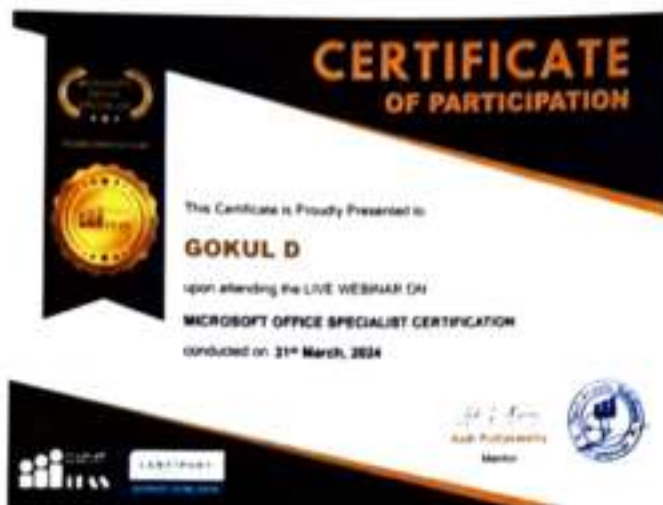 CERTIFICATE
OF PARTICIPATION
This Certificate is Proudly Presented to
GOKUL D
upon attending the LIVE WEBINAR ON
MICROSOFT OFFICE SPECIALIST CERTIFICATION
conducted on 21st March, 2024
Mentor
CERTIPORT